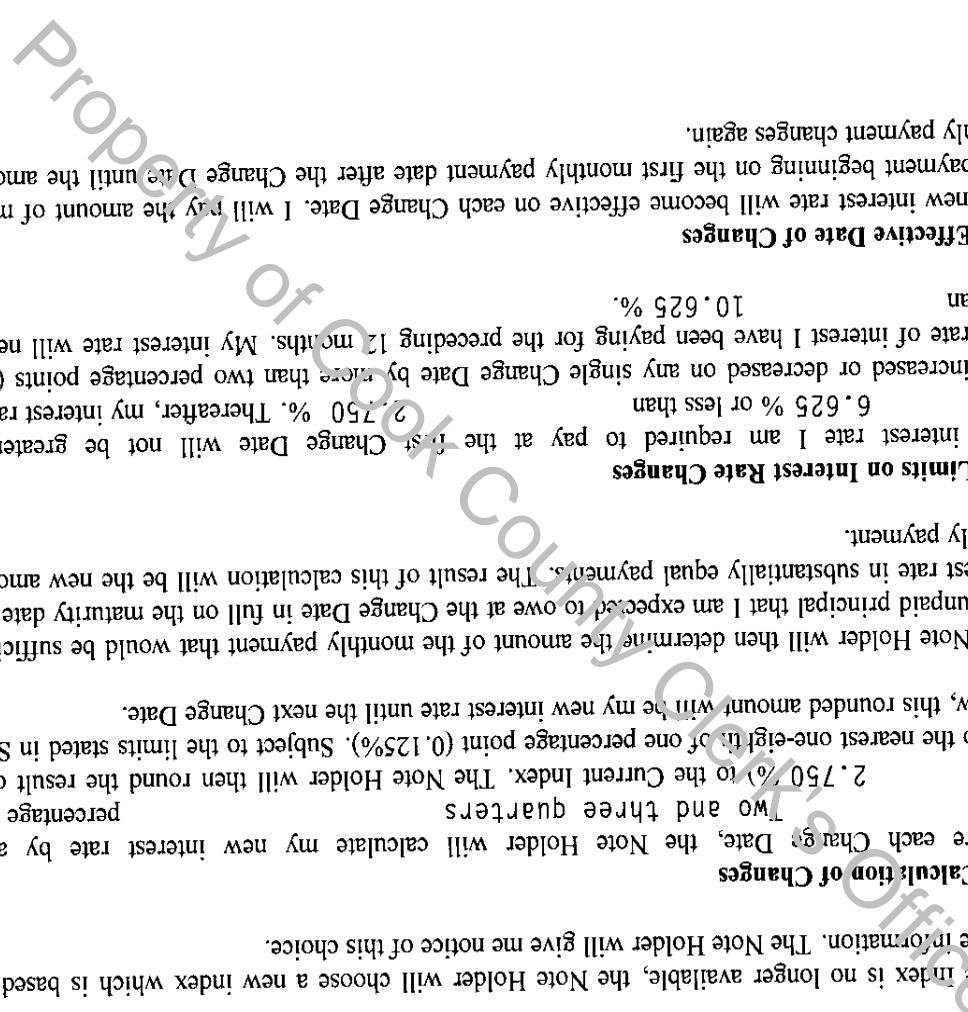 Index is no longer available, the Note Holder will choose a new index which is based
e information. The Note Holder will give me notice of this choice.
Calculation of Changes
re each Change Date, the Note Holder will calculate my new interest rate by a
Two and three quarters percentage
2.750 %) to the Current Index. The Note Holder will then round the result o
o the nearest one-eighth of one percentage point (0.125%). Subject to the limits stated in S
w, this rounded amount will be my new interest rate until the next Change Date.
Note Holder will then determine the amount of the monthly payment that would be suffici
unpaid principal that I am expected to owe at the Change Date in full on the maturity date
est rate in substantially equal payments. The result of this calculation will be the new amo
ly payment.
Limits on Interest Rate Changes
interest rate I am required to pay at the first Change Date will not be greater
6.625 % or less than 2.750 %. Thereafter, my interest ra
increased or decreased on any single Change Date by more than two percentage points (
rate of interest I have been paying for the preceding 12 months. My interest rate will ne
an 10.625 %.
Effective Date of Changes
new interest rate will become effective on each Change Date. I will pay the amount of m
payment beginning on the first monthly payment date after the Change Date until the amo
nly payment changes again.
Property of Cook County Clerk's Office